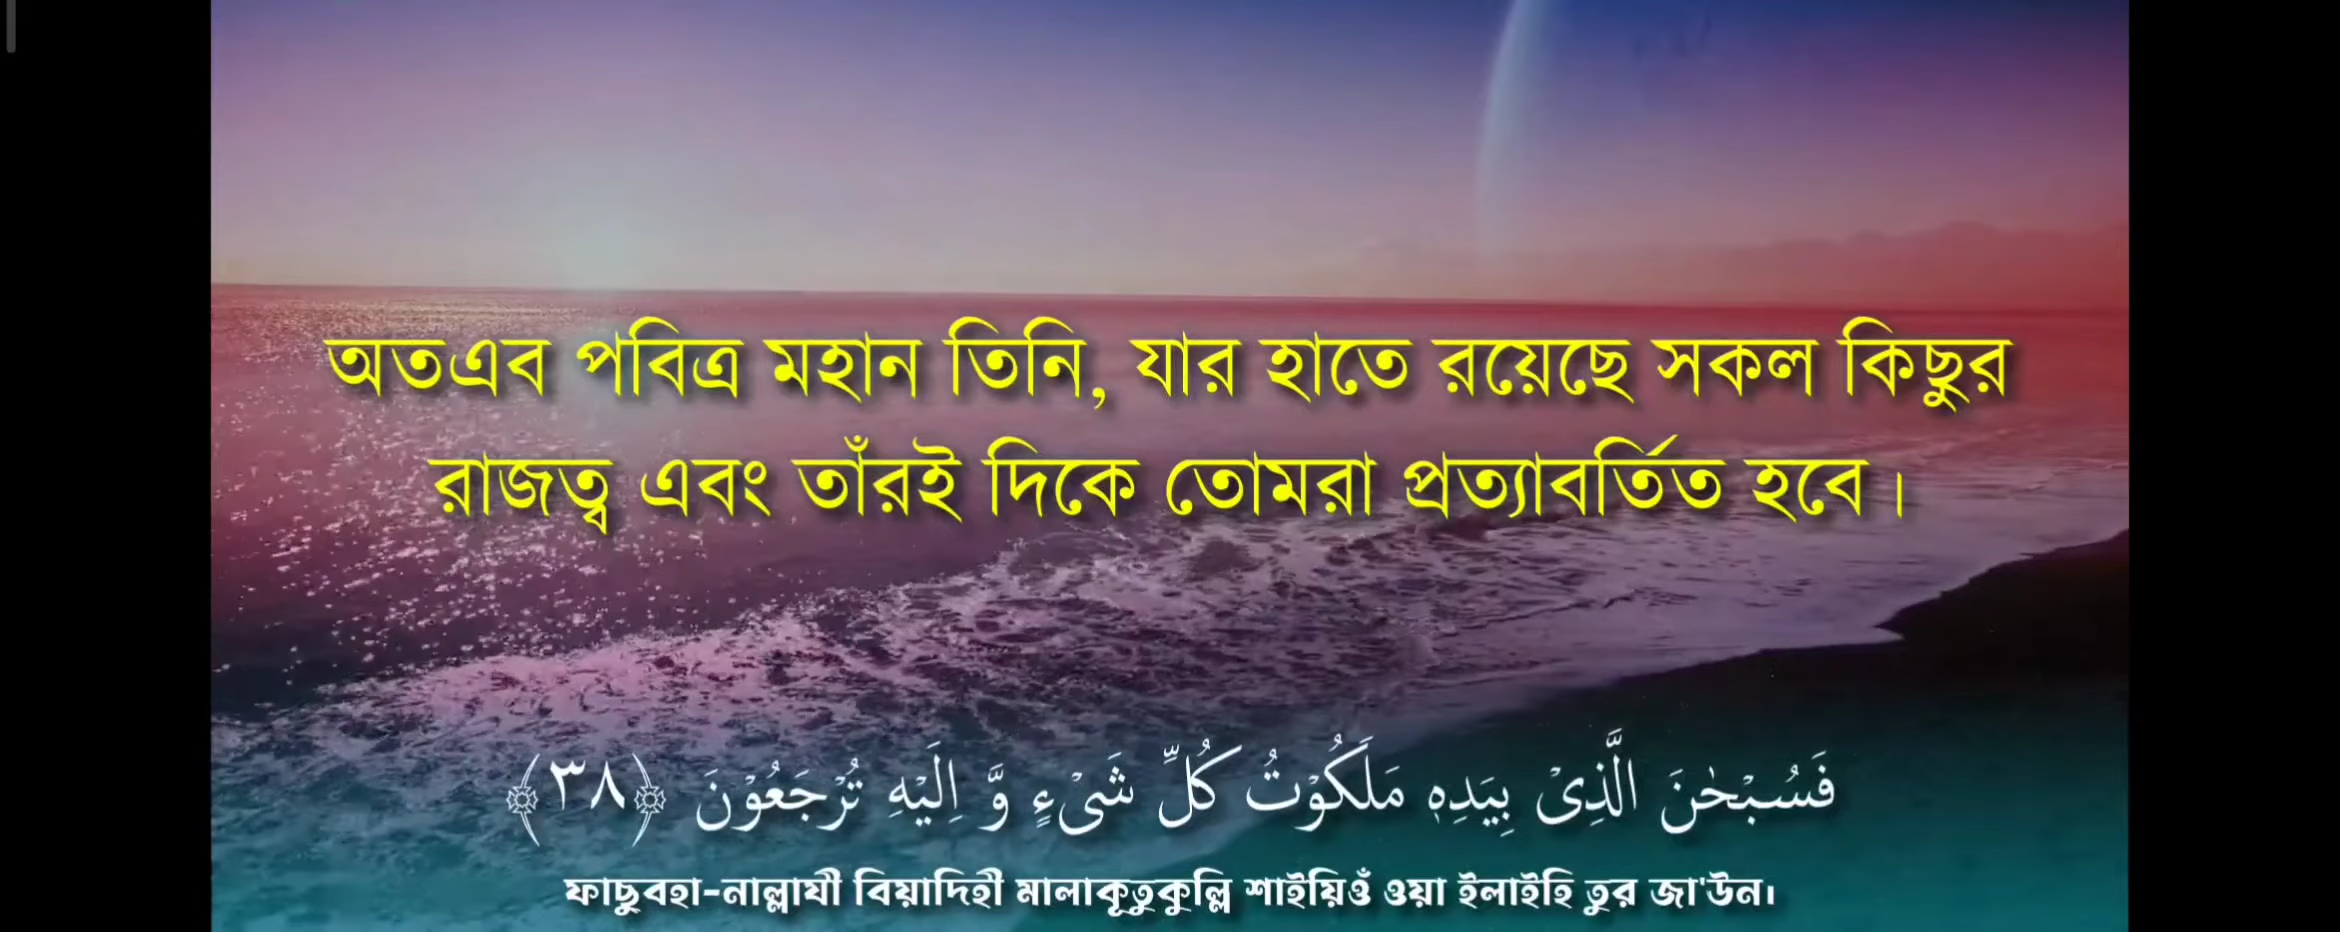 অতএব পবিত্র মহান তিনি, যার হাতে রয়েছে সকল কিছুর
রাজত্ব এবং তাঁরই দিকে তোমরা প্রত্যাবর্তিত হবে।
فَسُبْحٰنَ الَّذِیْ بِیَدِهٖ مَلَكُوْتُ كُلِّ شَیْءٍ وَّ اِلَیْهِ تُرْجَعُوْنَ ﴿٣٨﴾
ফাছুবহা-নাল্লাযী বিয়াদিহী মালাকূতুকুল্লি শাইয়িওঁ ওয়া ইলাইহি তুর জা'উন।